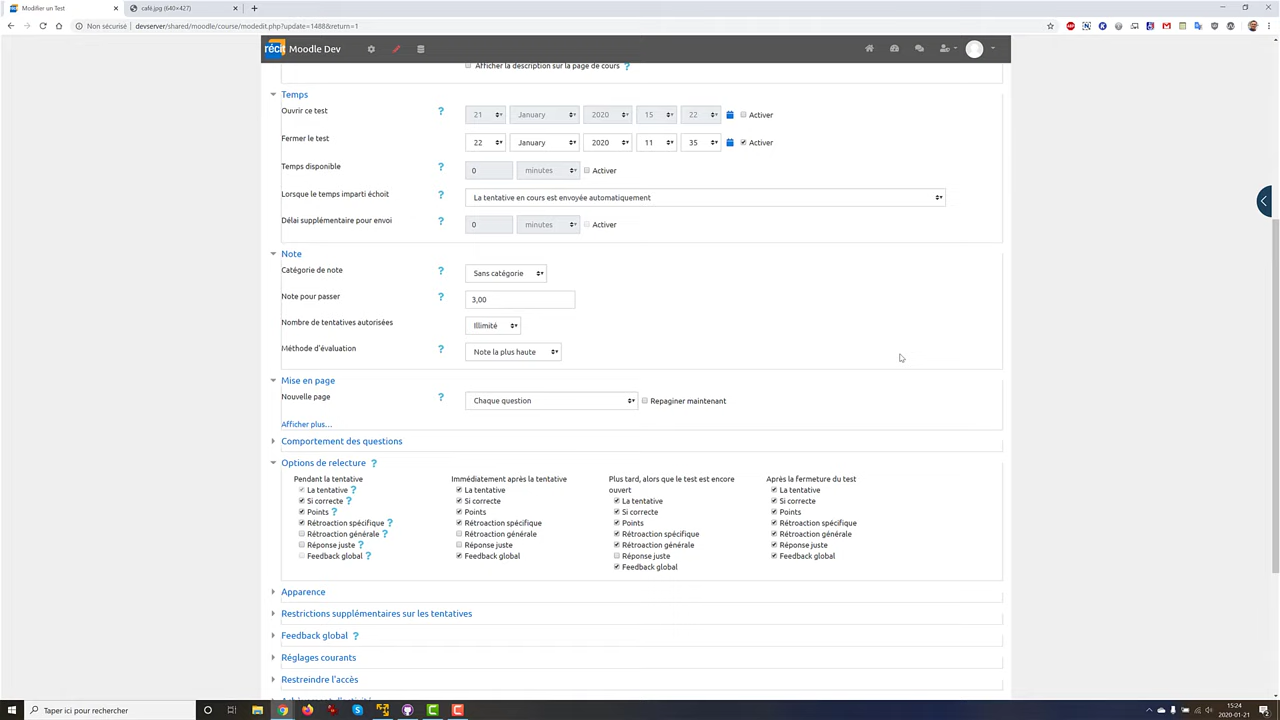 Modifier un Test
café.jpg (640×427)
Non sécurisé devserver/shared/moodle/course/modedit.php?update=1488&return=1
récit Moodle Dev
Afficher la description sur la page de cours ?
Temps
Ouvrir ce test ? 21 January 2020 15 22 Activer
Fermer le test ? 22 January 2020 11 35 Activer
Temps disponible ? 0 minutes Activer
Lorsque le temps imparti échoit ? La tentative en cours est envoyée automatiquement
Délai supplémentaire pour envoi ? 0 minutes Activer
Note
Catégorie de note ? Sans catégorie
Note pour passer ? 3,00
Nombre de tentatives autorisées Illimité
Méthode d'évaluation ? Note la plus haute
Mise en page
Nouvelle page ? Chaque question Repaginer maintenant
Afficher plus…
Comportement des questions
Options de relecture ?
Pendant la tentative
La tentative ?
Si correcte ?
Points ?
Rétroaction spécifique ?
Rétroaction générale ?
Réponse juste ?
Feedback global ?
Immédiatement après la tentative
La tentative
Si correcte
Points
Rétroaction spécifique
Rétroaction générale
Réponse juste
Feedback global
Plus tard, alors que le test est encore
ouvert
La tentative
Si correcte
Points
Rétroaction spécifique
Rétroaction générale
Réponse juste
Feedback global
Après la fermeture du test
La tentative
Si correcte
Points
Rétroaction spécifique
Rétroaction générale
Réponse juste
Feedback global
Apparence
Restrictions supplémentaires sur les tentatives
Feedback global ?
Réglages courants
Restreindre l'accès
Taper ici pour rechercher
15:24
2020-01-21